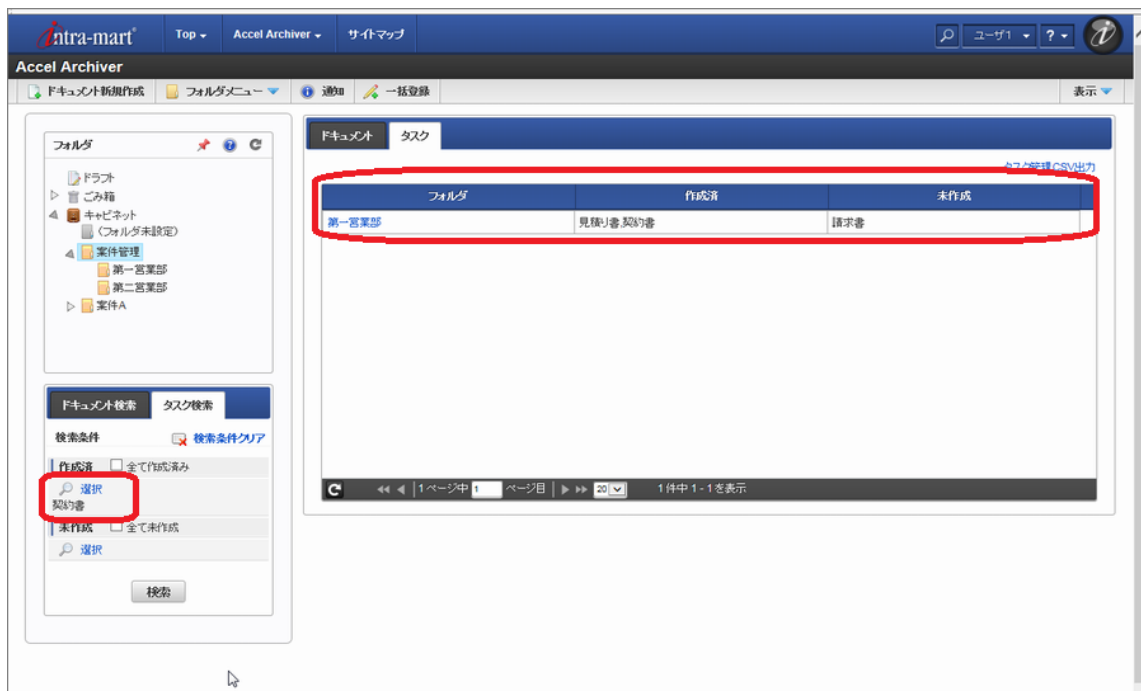 intra-mart Top Accel Archiver サイトマップ ユーザ1 ?
Accel Archiver
ドキュメント新規作成 フォルダメニュー 通知 一括登録 表示
フォルダ
ドラフト
ごみ箱
キャビネット
(フォルダ未設定)
案件管理
第一営業部
第二営業部
案件A
ドキュメント検索 タスク検索
検索条件 検索条件クリア
作成済 全て作成済み
選択
契約書
未作成 全て未作成
選択
検索
ドキュメント タスク
タスク管理CSV出力
フォルダ 作成済 未作成
第一営業部 見積り書,契約書 請求書
1 ページ中 1 ページ目 20 1 件中 1 - 1 を表示